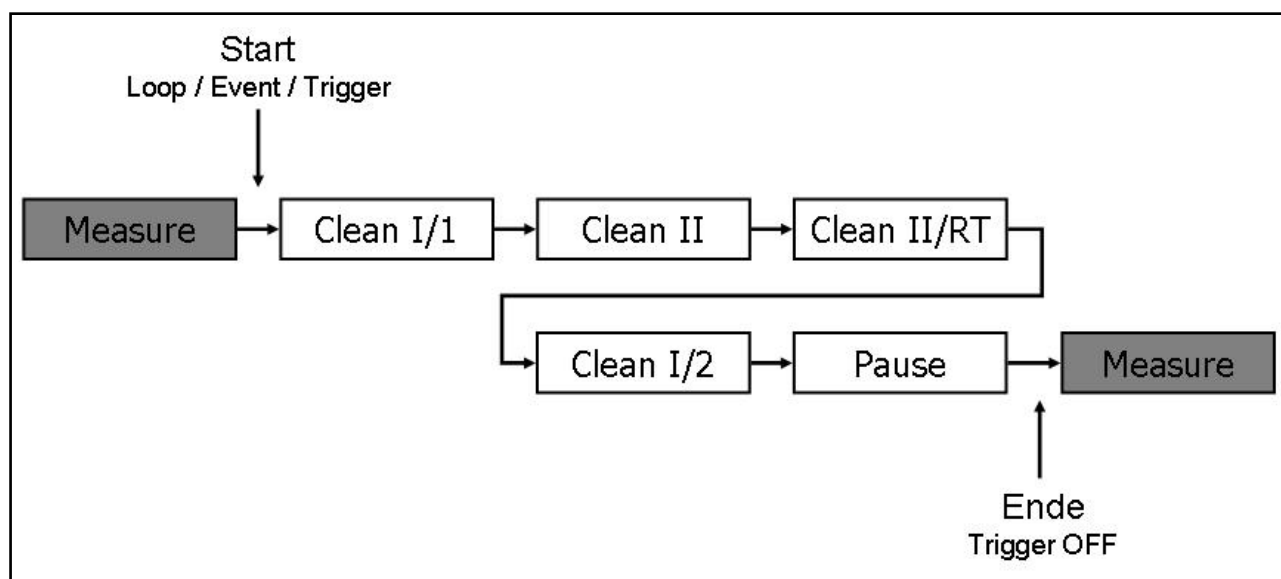 Start
Loop / Event / Trigger
Measure
Clean I/1
Clean II
Clean II/RT
Clean I/2
Pause
Measure
Ende
Trigger OFF